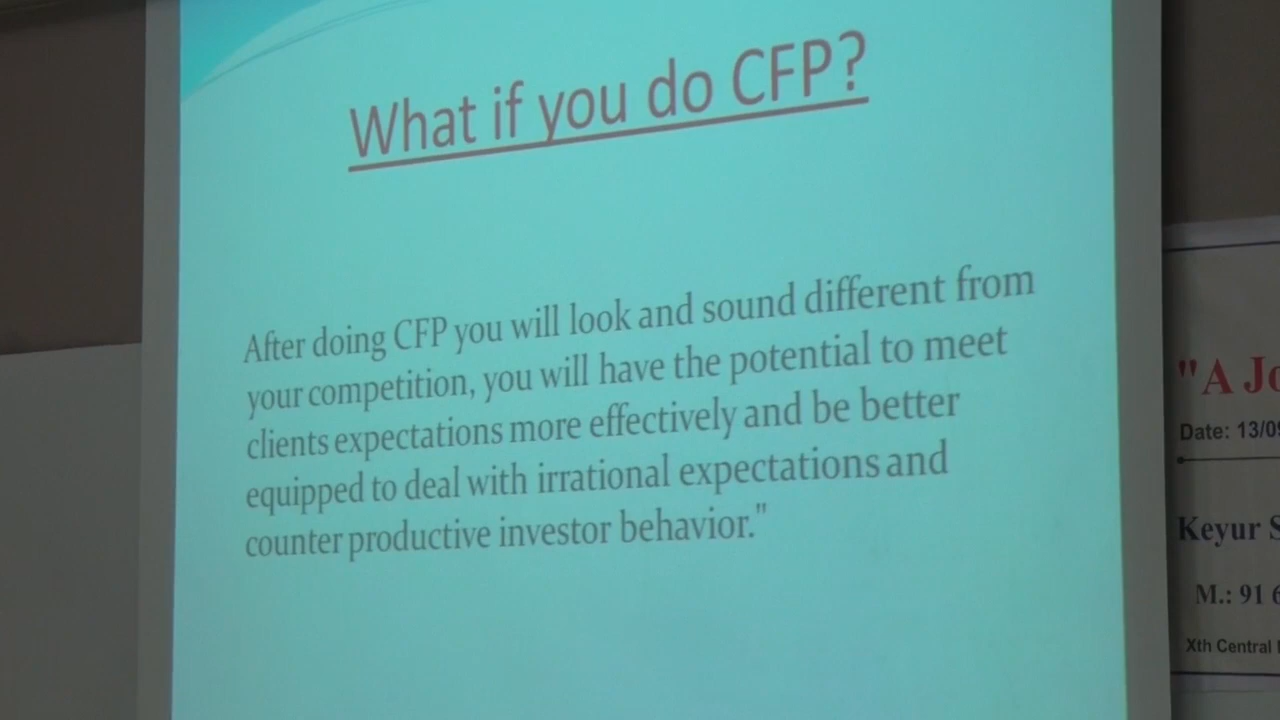 What if you do CFP?
After doing CFP you will look and sound different from
your competition, you will have the potential to meet
clients expectations more effectively and be better
equipped to deal with irrational expectations and
counter productive investor behavior."
"A Jo
Date: 13/09
Keyur S
M.: 91 6
Xth Central